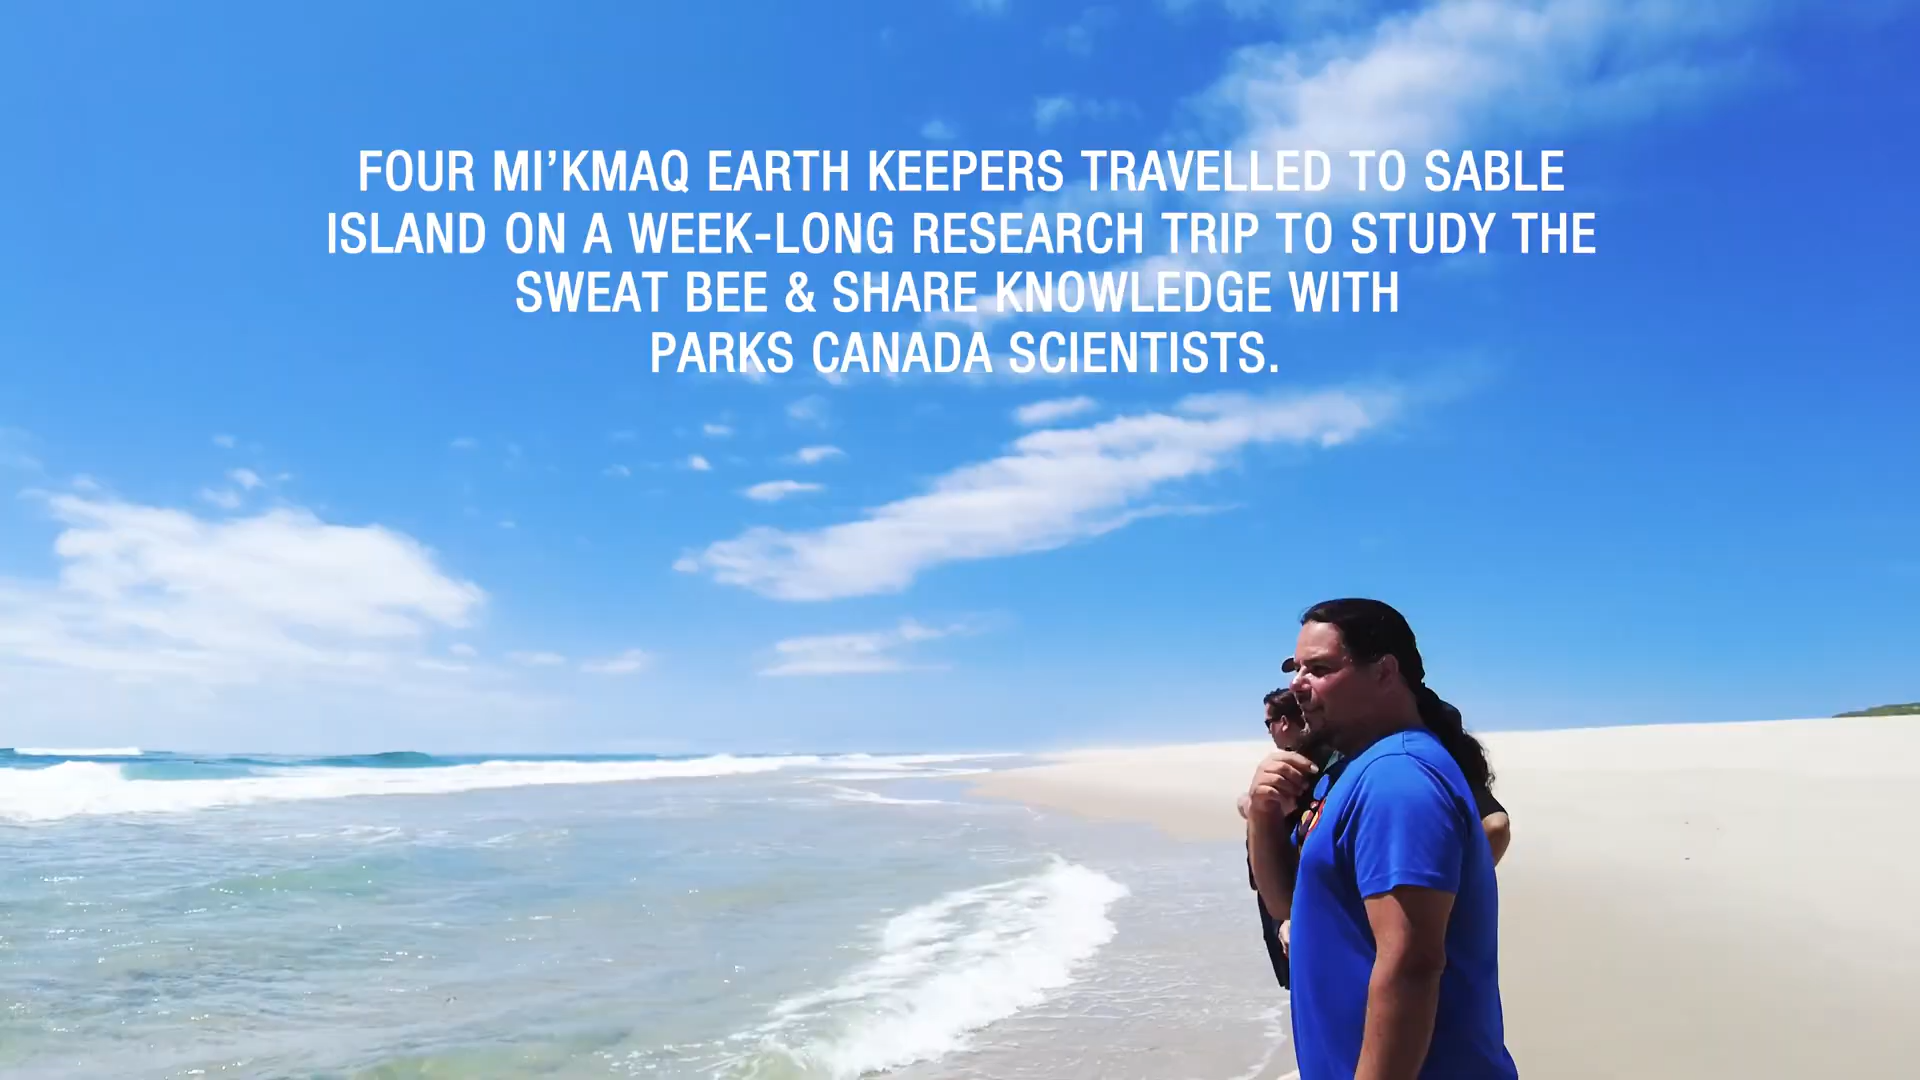 FOUR MI’KMAQ EARTH KEEPERS TRAVELLED TO SABLE
ISLAND ON A WEEK-LONG RESEARCH TRIP TO STUDY THE
SWEAT BEE & SHARE KNOWLEDGE WITH
PARKS CANADA SCIENTISTS.